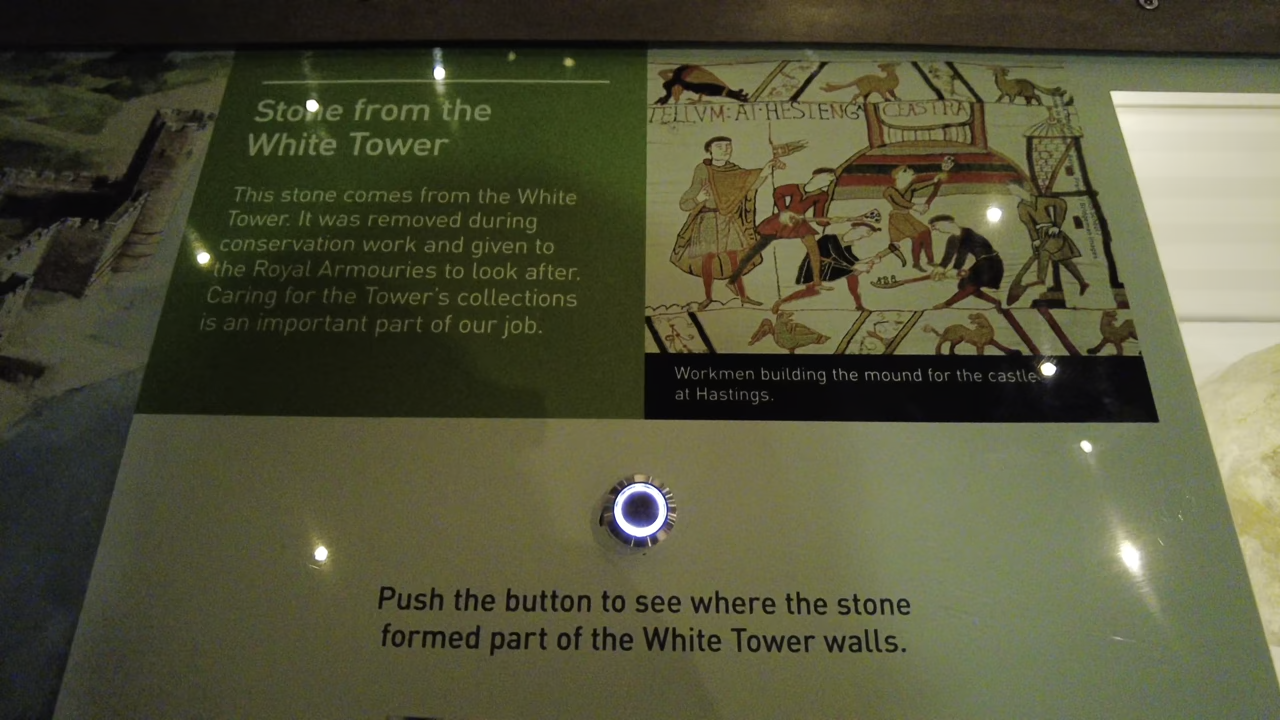 Stone from the
White Tower
This stone comes from the White
Tower. It was removed during
conservation work and given to
the Royal Armouries to look after.
Caring for the Tower's collections
is an important part of our job.
TELLVM: AT·HESTENG CEASTRA
Workmen building the mound for the castle
at Hastings.
Push the button to see where the stone
formed part of the White Tower walls.